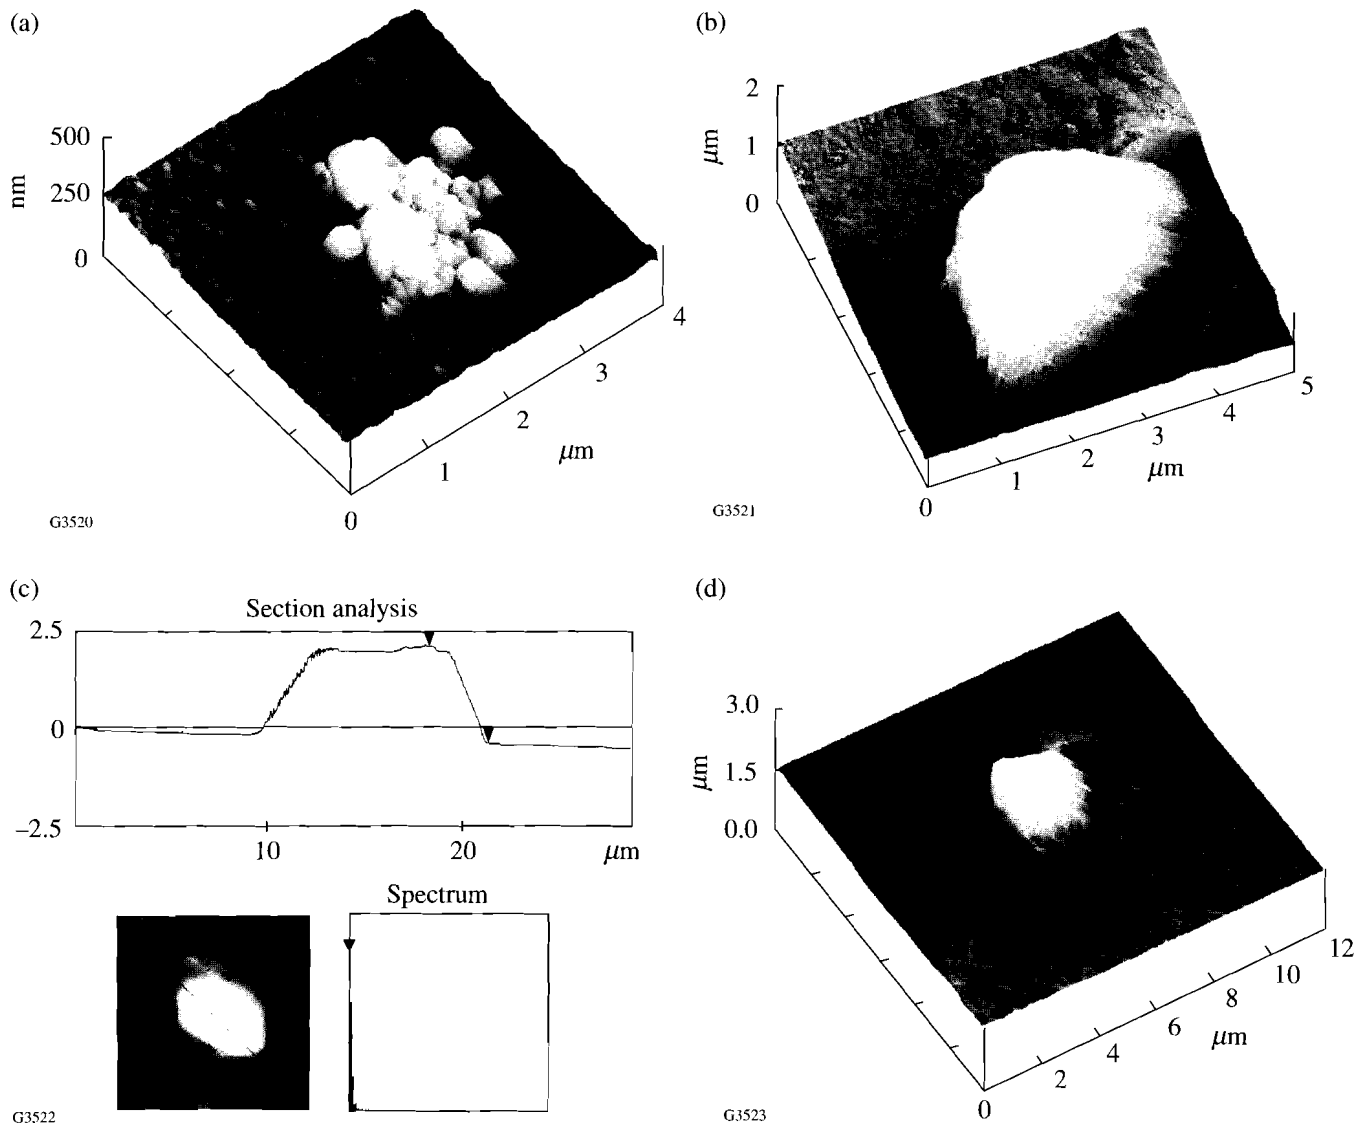 (a)
500
250
0
nm
1
2
3
4
0
μm
G3520
(b)
2
1
0
μm
0
1
2
3
4
5
μm
G3521
(c)
Section analysis
2.5
0
–2.5
10
20
μm
Spectrum
G3522
(d)
3.0
1.5
0.0
μm
0
2
4
6
8
10
12
μm
G3523